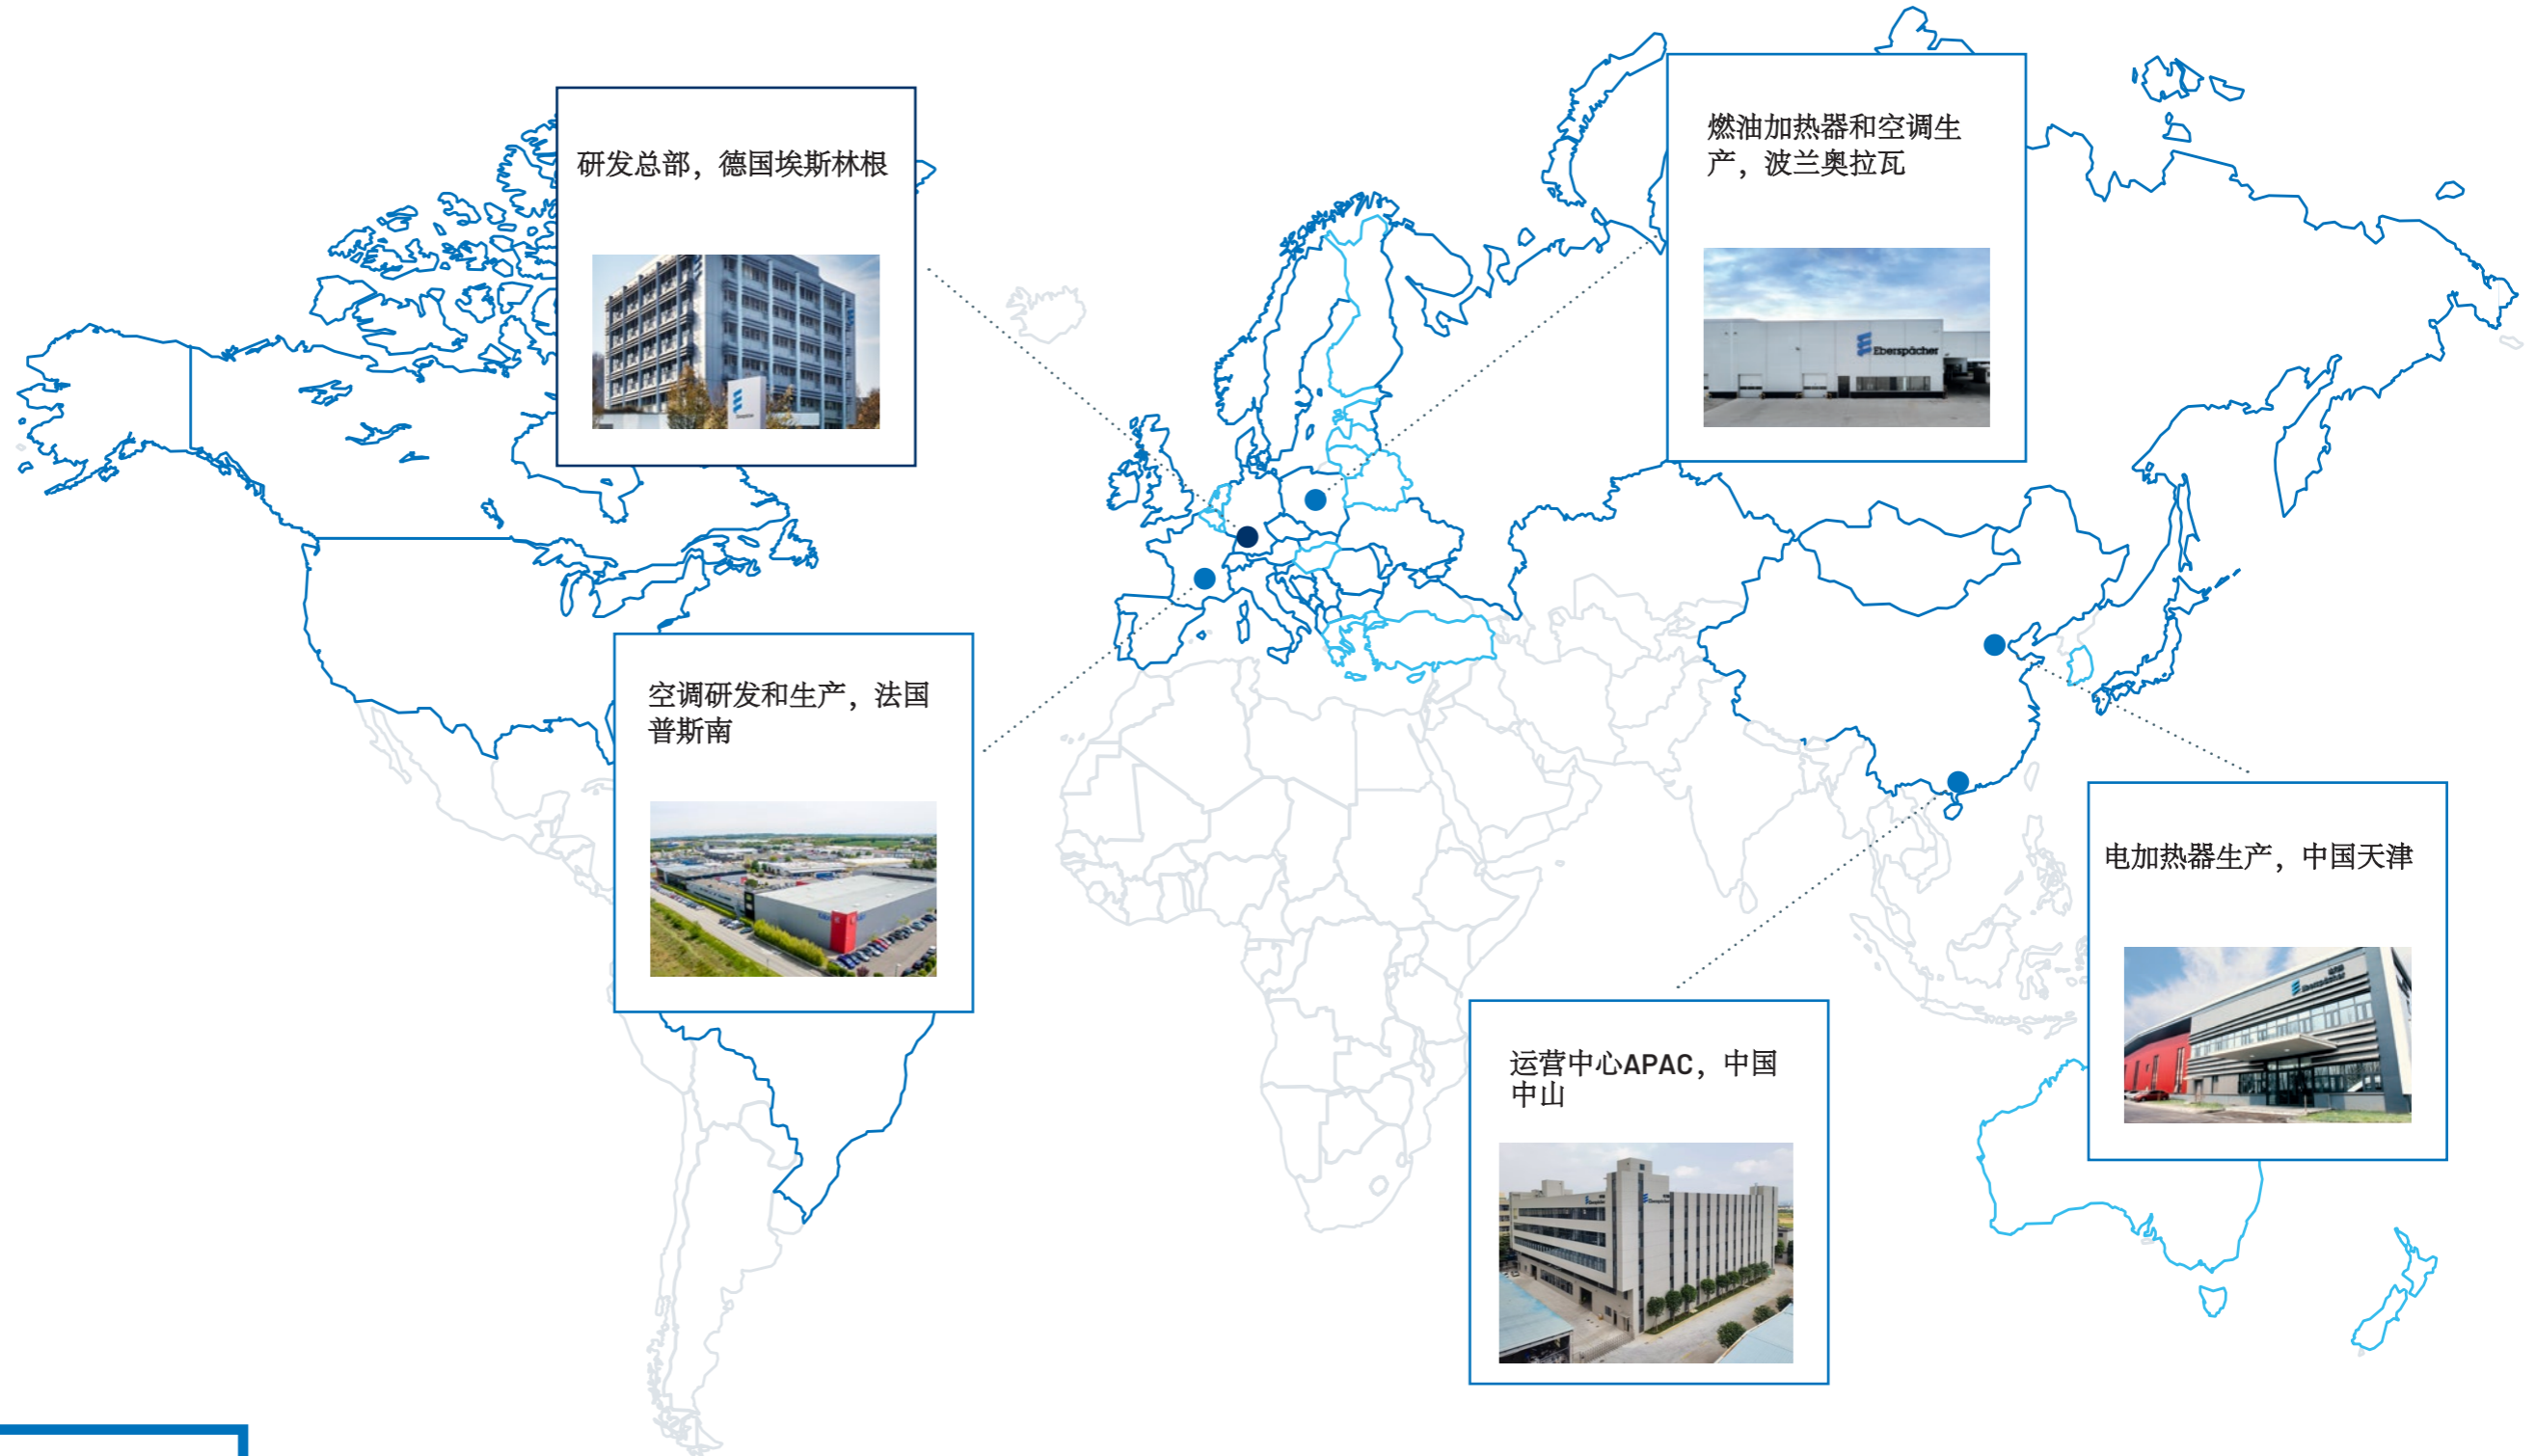 研发总部，德国埃斯林根
燃油加热器和空调生
产，波兰奥拉瓦
Eberspächer
空调研发和生产，法国
普斯南
电加热器生产，中国天津
Eberspächer
运营中心APAC，中国
中山
Eberspächer